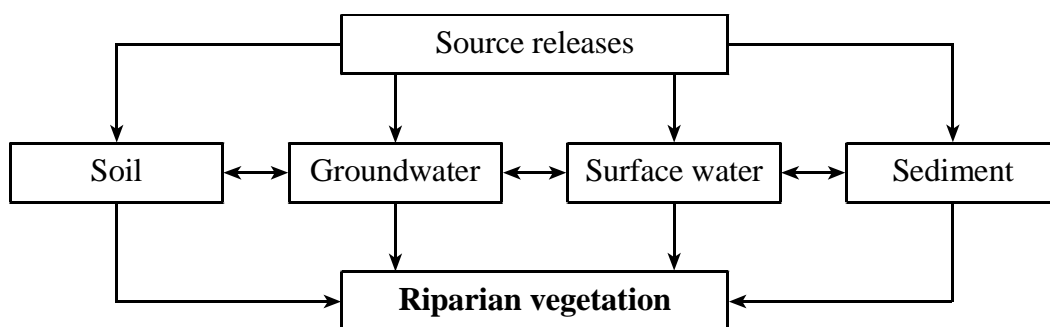 Source releases
Soil
Groundwater
Surface water
Sediment
Riparian vegetation